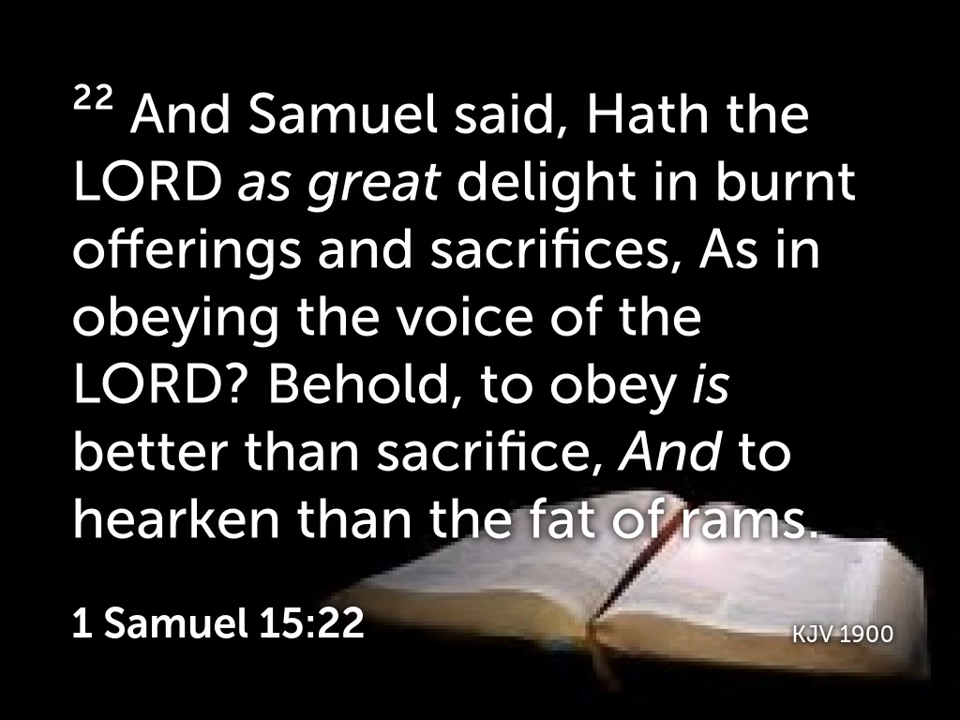 22 And Samuel said, Hath the
LORD as great delight in burnt
offerings and sacrifices, As in
obeying the voice of the
LORD? Behold, to obey is
better than sacrifice, And to
hearken than the fat of rams.
1 Samuel 15:22
KJV 1900